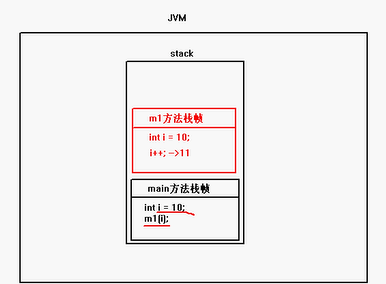 JVM
stack
m1方法栈帧
int i = 10;
i++; -->11
main方法栈帧
int i = 10;
m1(i);